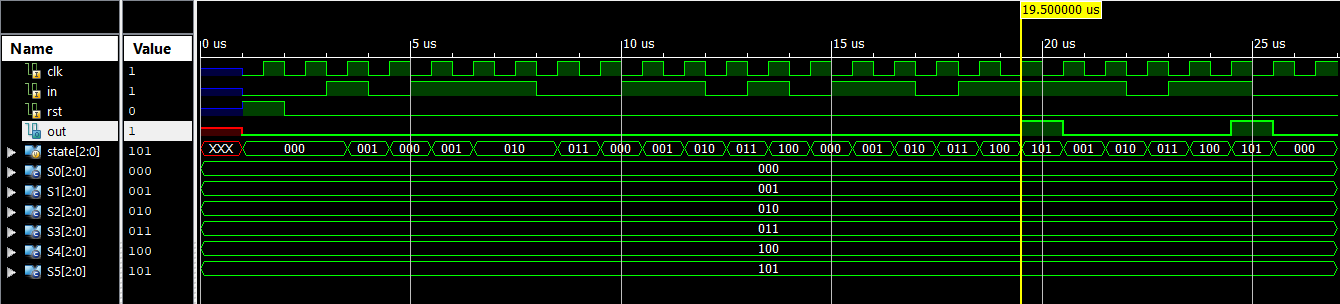 19.500000 us
Name Value 0 us 5 us 10 us 15 us 20 us 25 us
clk 1
in 1
rst 0
out 1
state[2:0] 101 XXX 000 001 000 001 010 011 000 001 010 011 100 000 001 010 011 100 101 001 010 011 100 101 000
S0[2:0] 000 000
S1[2:0] 001 001
S2[2:0] 010 010
S3[2:0] 011 011
S4[2:0] 100 100
S5[2:0] 101 101